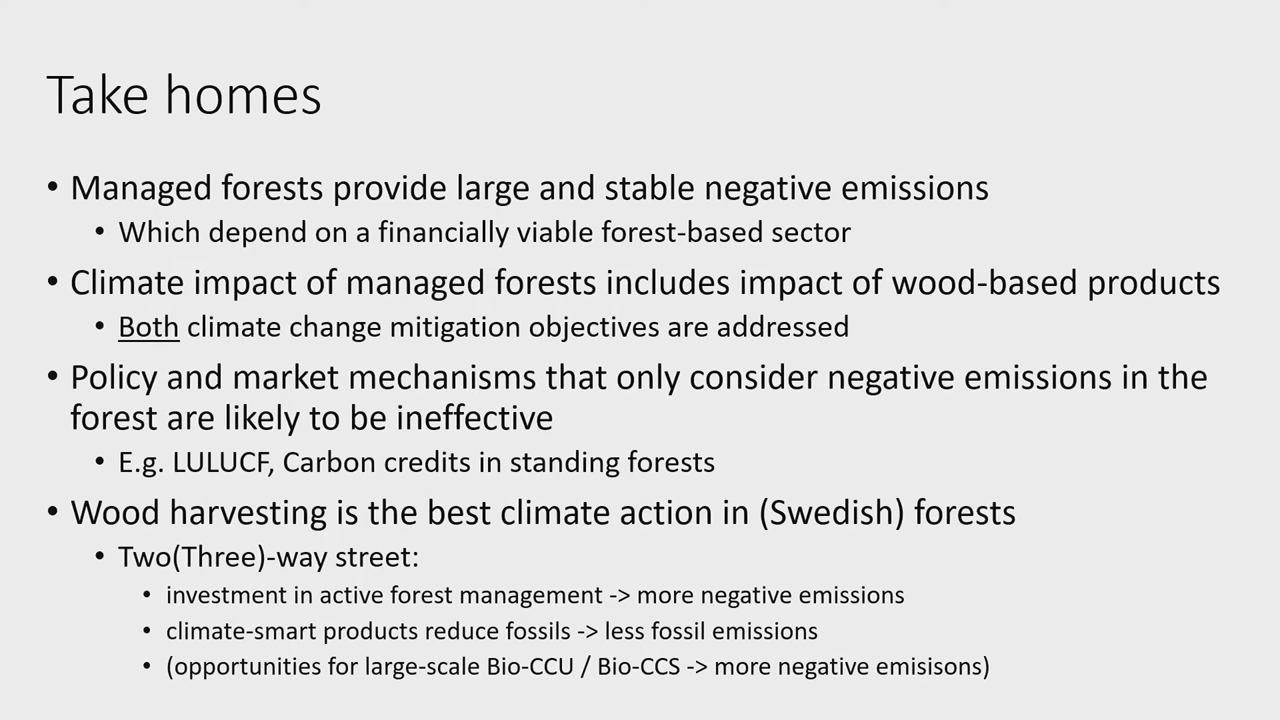 Take homes
• Managed forests provide large and stable negative emissions
• Which depend on a financially viable forest-based sector
• Climate impact of managed forests includes impact of wood-based products
• Both climate change mitigation objectives are addressed
• Policy and market mechanisms that only consider negative emissions in the
forest are likely to be ineffective
• E.g. LULUCF, Carbon credits in standing forests
• Wood harvesting is the best climate action in (Swedish) forests
• Two(Three)-way street:
• investment in active forest management -> more negative emissions
• climate-smart products reduce fossils -> less fossil emissions
• (opportunities for large-scale Bio-CCU / Bio-CCS -> more negative emisisons)